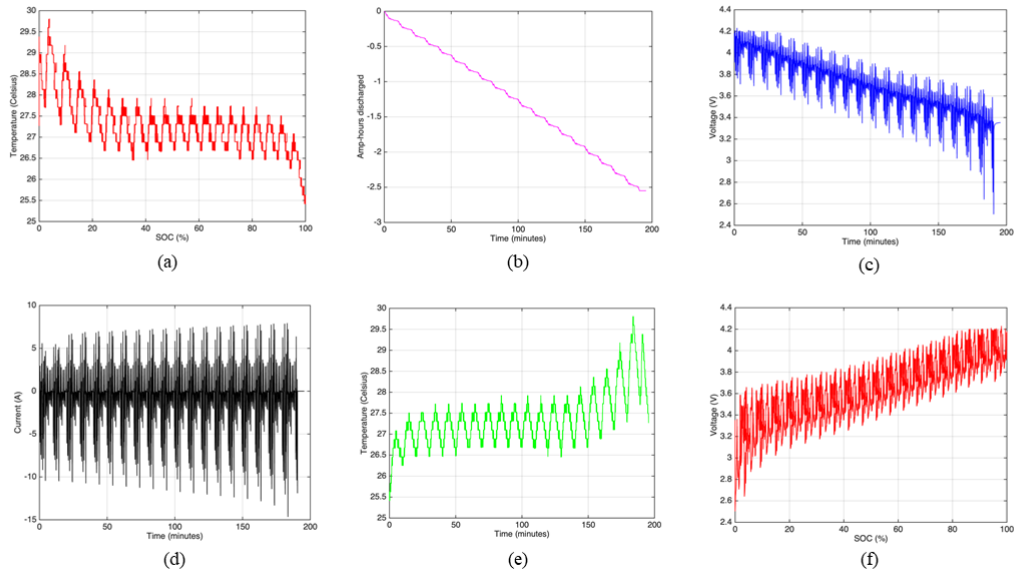 30
29.5
29
28.5
28
27.5
27
26.5
26
25.5
25
Temperature (Celsius)
0 20 40 60 80 100
SOC (%)
(a)
0
-0.5
-1
-1.5
-2
-2.5
-3
Amp-hours discharged
0 50 100 150 200
Time (minutes)
(b)
4.4
4.2
4
3.8
3.6
3.4
3.2
3
2.8
2.6
2.4
Voltage (V)
0 50 100 150 200
Time (minutes)
(c)
10
5
0
-5
-10
-15
Current (A)
0 50 100 150 200
Time (minutes)
(d)
30
29.5
29
28.5
28
27.5
27
26.5
26
25.5
25
Temperature (Celsius)
0 50 100 150 200
Time (minutes)
(e)
4.4
4.2
4
3.8
3.6
3.4
3.2
3
2.8
2.6
2.4
Voltage (V)
0 20 40 60 80 100
SOC (%)
(f)